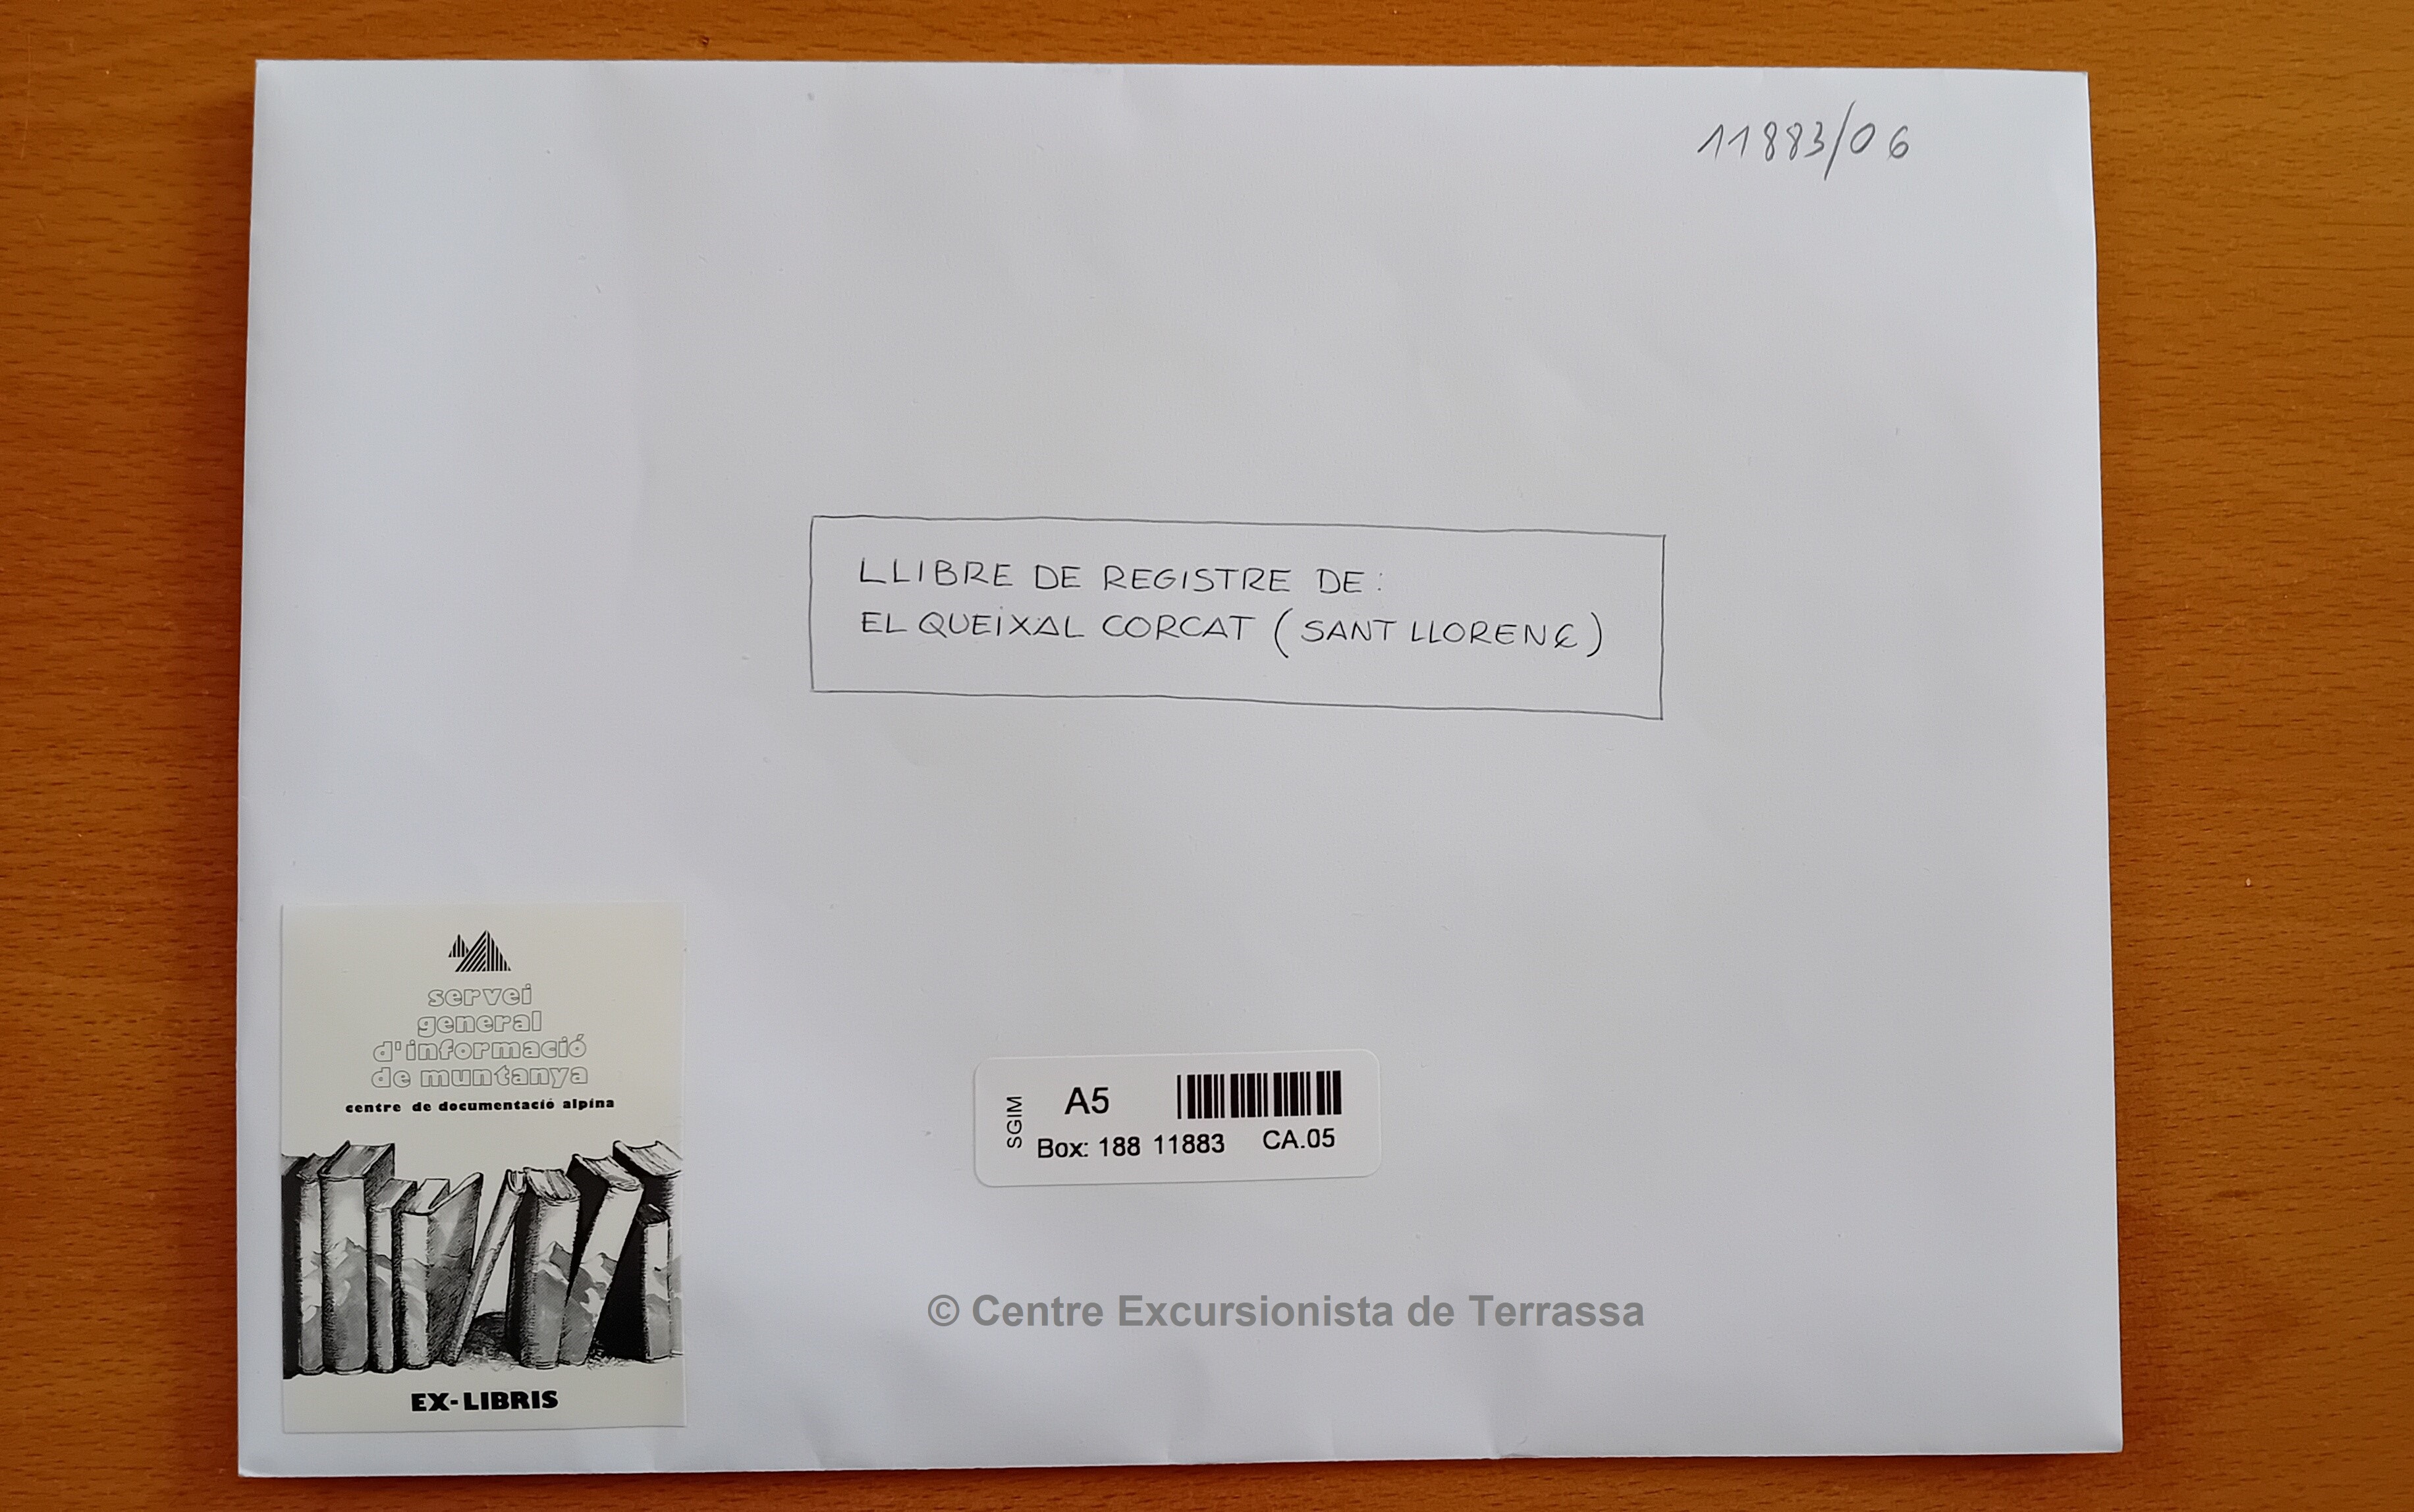 11883/06
LLIBRE DE REGISTRE DE:
EL QUEIXAL CORCAT (SANT LLORENÇ)
servei
general
d'informació
de muntanya
centre de documentació alpina
EX-LIBRIS
SGIM
A5
Box: 188 11883 CA.05
© Centre Excursionista de Terrassa